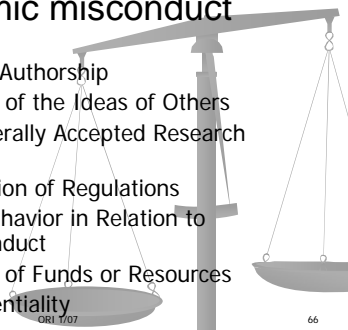 mic misconduct
Authorship
of the Ideas of Others
erally Accepted Research
ion of Regulations
havior in Relation to
nduct
of Funds or Resources
entiality
ORI 1/07
66